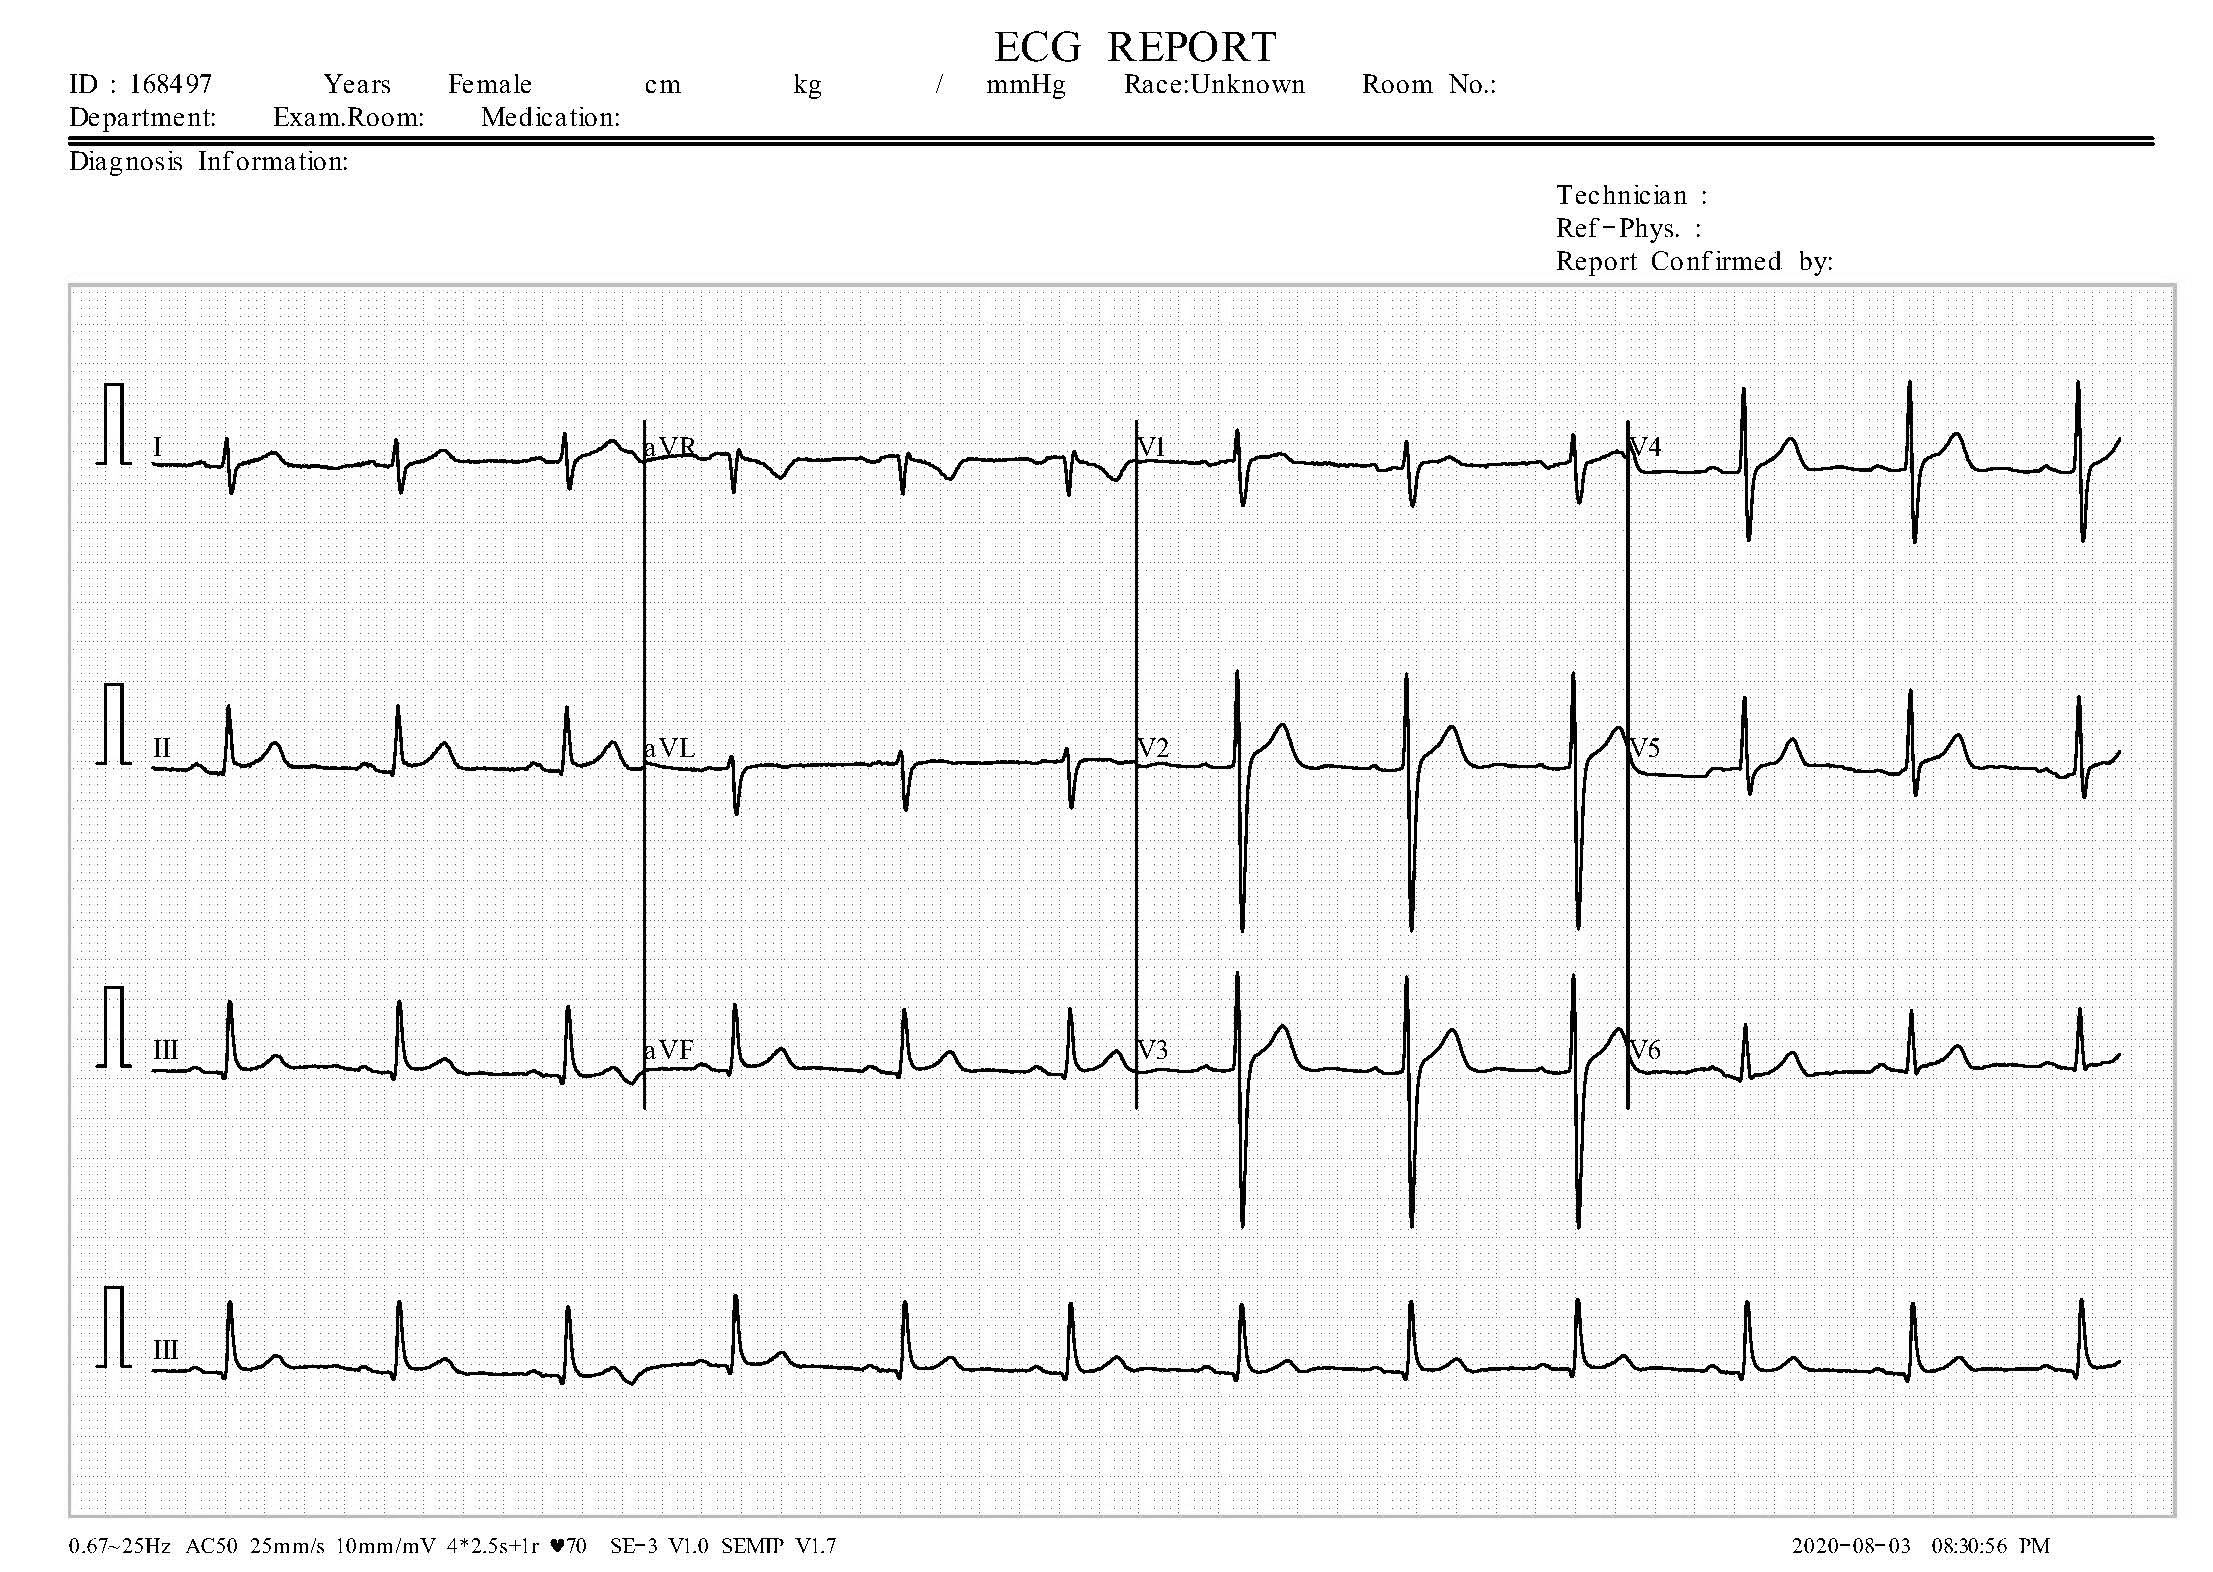 ECG REPORT
ID : 168497 Years Female cm kg / mmHg Race:Unknown Room No.:
Department: Exam.Room: Medication:
Diagnosis Information:
Technician :
Ref-Phys. :
Report Confirmed by:
I aVR V1 V4
II aVL V2 V5
III aVF V3 V6
III
0.67~25Hz AC50 25mm/s 10mm/mV 4*2.5s+1r ♥70 SE-3 V1.0 SEMIP V1.7 2020-08-03 08:30:56 PM